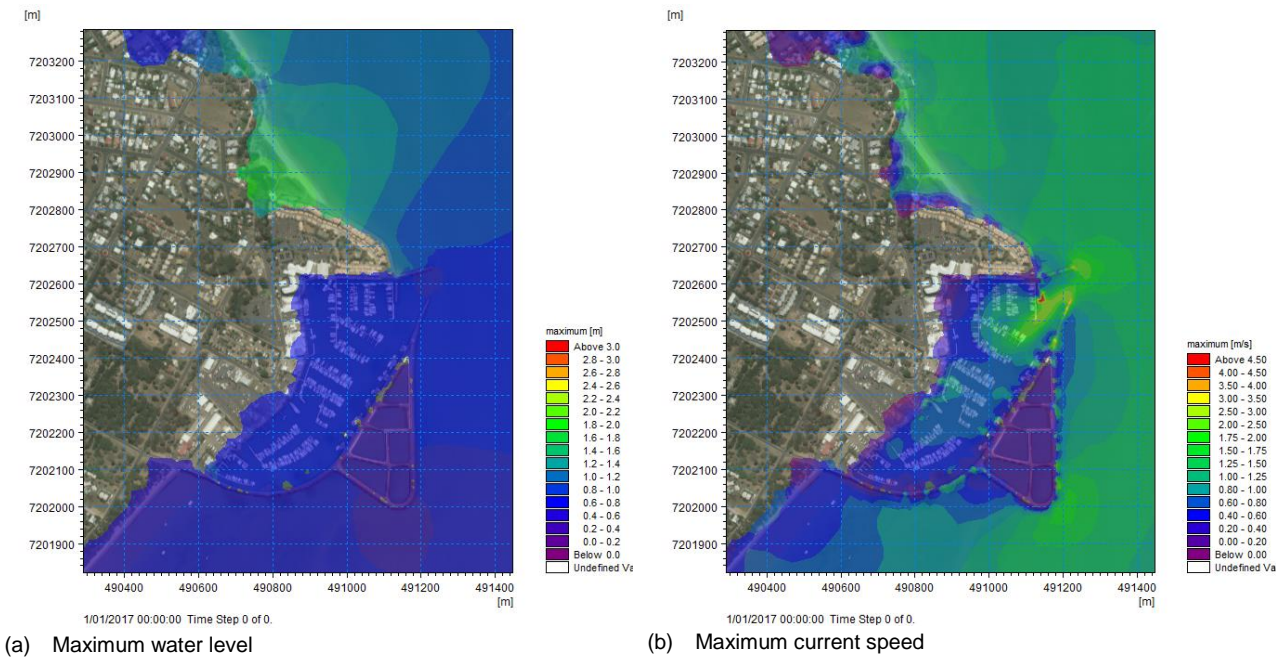 [m]
7203200
7203100
7203000
7202900
7202800
7202700
7202600
7202500
7202400
7202300
7202200
7202100
7202000
7201900
490400 490600 490800 491000 491200 491400
[m]
maximum [m]
Above 3.0
2.8 - 3.0
2.6 - 2.8
2.4 - 2.6
2.2 - 2.4
2.0 - 2.2
1.8 - 2.0
1.6 - 1.8
1.4 - 1.6
1.2 - 1.4
1.0 - 1.2
0.8 - 1.0
0.6 - 0.8
0.4 - 0.6
0.2 - 0.4
0.0 - 0.2
Below 0.0
Undefined Va
1/01/2017 00:00:00 Time Step 0 of 0.
(a) Maximum water level
[m]
7203200
7203100
7203000
7202900
7202800
7202700
7202600
7202500
7202400
7202300
7202200
7202100
7202000
7201900
490400 490600 490800 491000 491200 491400
[m]
maximum [m/s]
Above 4.50
4.00 - 4.50
3.50 - 4.00
3.00 - 3.50
2.50 - 3.00
2.00 - 2.50
1.75 - 2.00
1.50 - 1.75
1.25 - 1.50
1.00 - 1.25
0.80 - 1.00
0.60 - 0.80
0.40 - 0.60
0.20 - 0.40
0.00 - 0.20
Below 0.00
Undefined Va
1/01/2017 00:00:00 Time Step 0 of 0.
(b) Maximum current speed